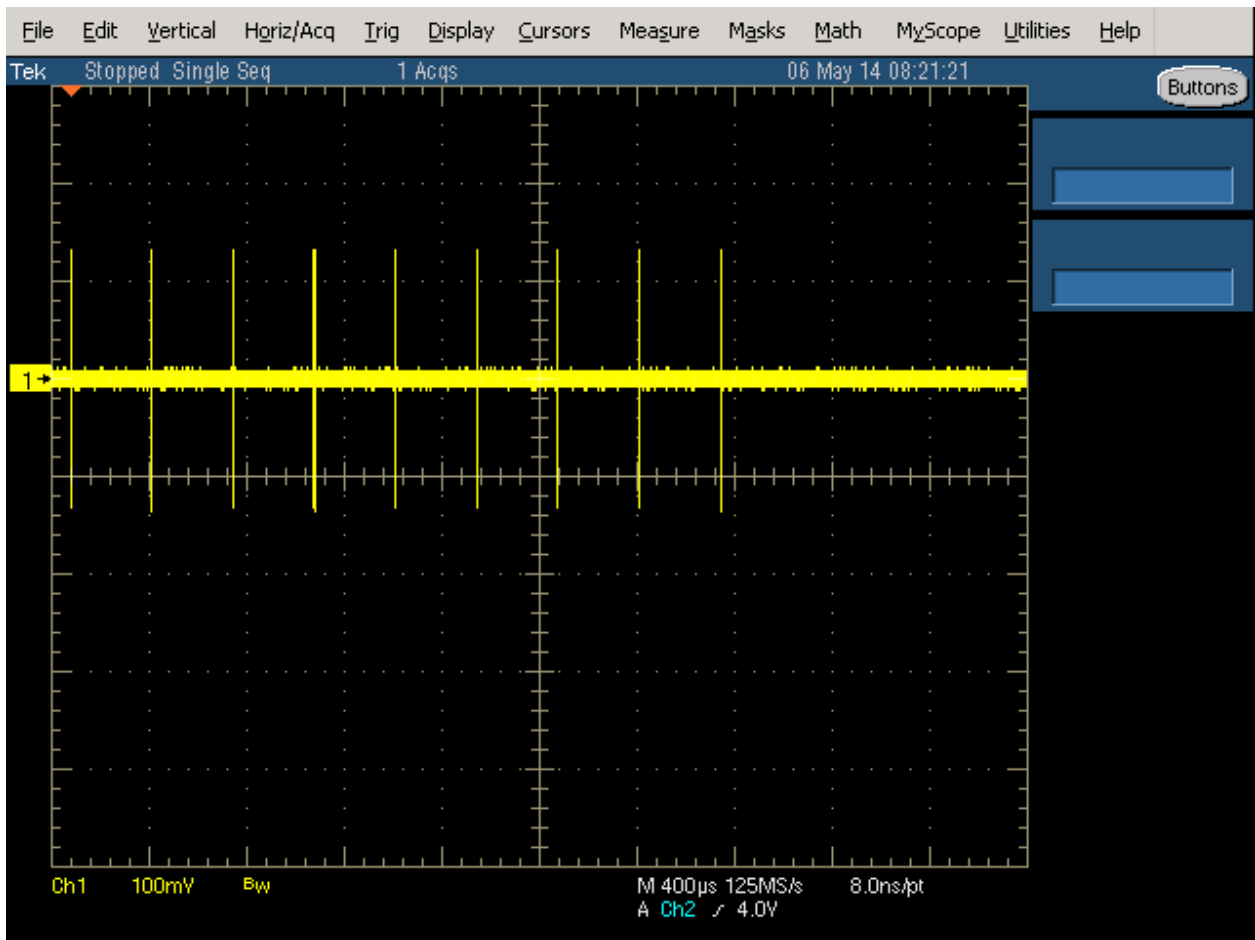 File Edit Vertical Horiz/Acq Trig Display Cursors Measure Masks Math MyScope Utilities Help
Tek Stopped Single Seq 1 Acqs 06 May 14 08:21:21
Buttons
1
Ch1 100mV BW M 400µs 125MS/s 8.0ns/pt
A Ch2 4.0V